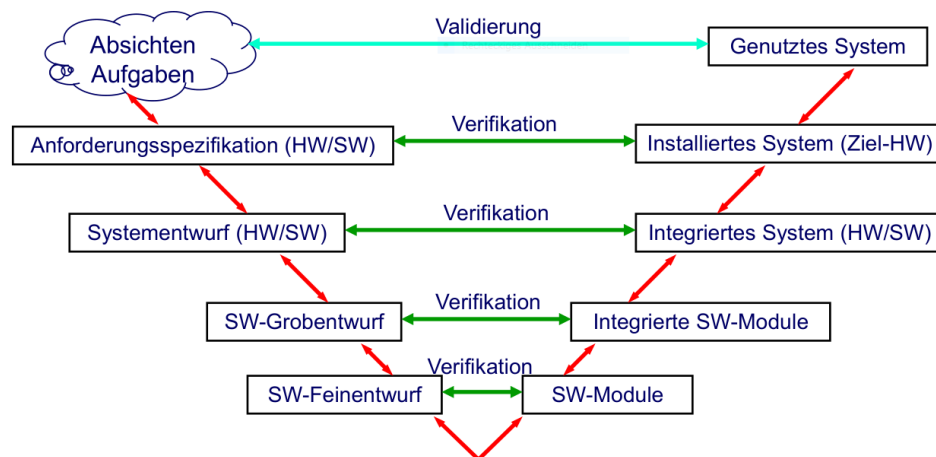 Absichten
Aufgaben
Validierung
Genutztes System
Anforderungsspezifikation (HW/SW)
Verifikation
Installiertes System (Ziel-HW)
Systementwurf (HW/SW)
Verifikation
Integriertes System (HW/SW)
SW-Grobentwurf
Verifikation
Integrierte SW-Module
SW-Feinentwurf
Verifikation
SW-Module